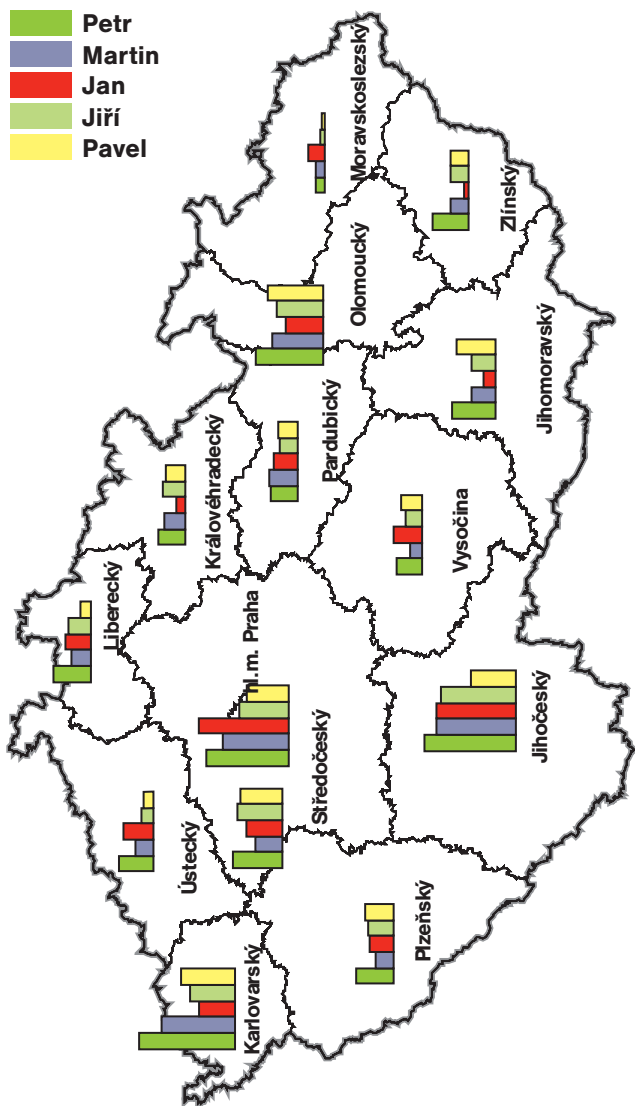 Petr
Martin
Jan
Jiří
Pavel
Moravskoslezský
Zlínský
Olomoucký
Jihomoravský
Pardubický
Královéhradecký
Vysočina
Liberecký
nl.m. Praha
Středočeský
Jihočeský
Ústecký
Plzeňský
Karlovarský